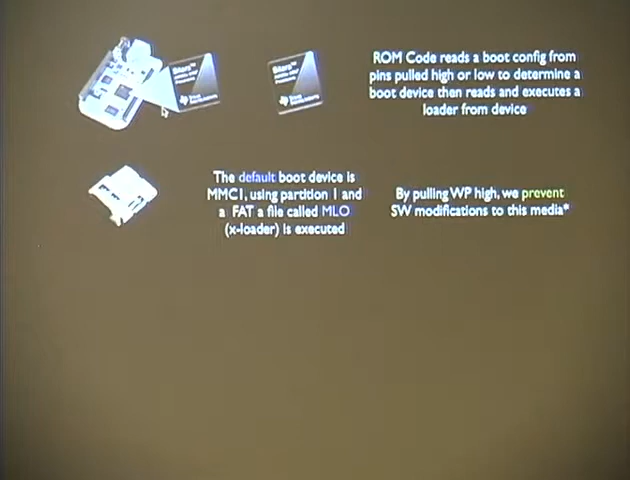 Sitara™
Sitara™
ROM Code reads a boot config from
pins pulled high or low to determine a
boot device then reads and executes a
loader from device
The default boot device is
MMC1, using partition 1 and
a FAT a file called MLO
(x-loader) is executed
By pulling WP high, we prevent
SW modifications to this media*